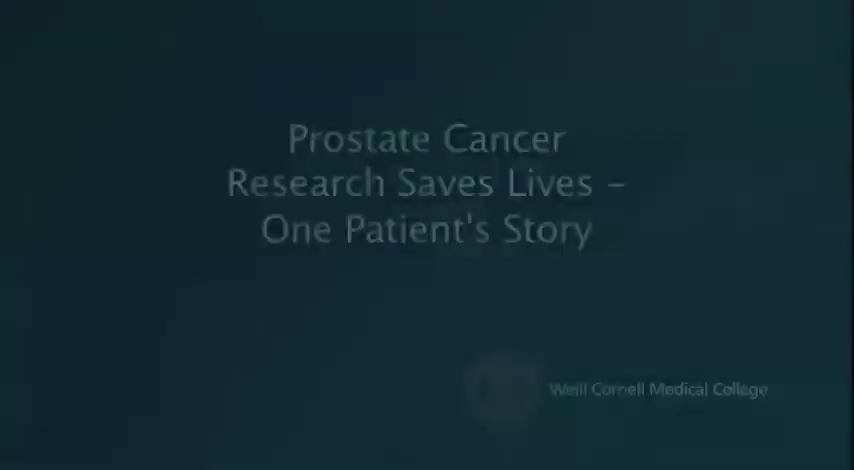 Prostate Cancer
Research Saves Lives –
One Patient's Story
Weill Cornell Medical College